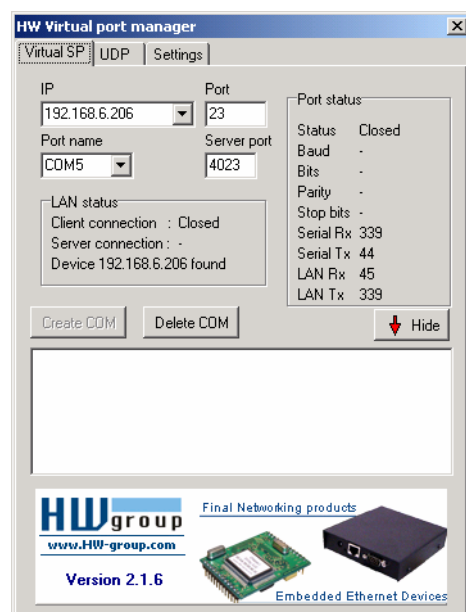 HW Virtual port manager
Virtual SP
UDP
Settings
IP
Port
192.168.6.206
23
Port name
Server port
COM5
4023
LAN status
Client connection : Closed
Server connection : -
Device 192.168.6.206 found
Port status
Status Closed
Baud -
Bits -
Parity -
Stop bits -
Serial Rx 339
Serial Tx 44
LAN Rx 45
LAN Tx 339
Create COM
Delete COM
Hide
HW group
www.HW-group.com
Version 2.1.6
Final Networking products
Embedded Ethernet Devices